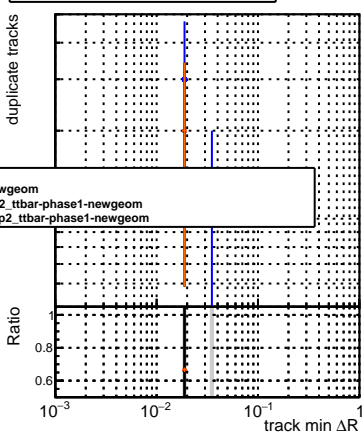 duplicate tracks
wgeom
2_ttbar-phase1-newgeom
p2_ttbar-phase1-newgeom
Ratio
1
0.8
0.6
10−3 10−2 10−1 1
track min ΔR